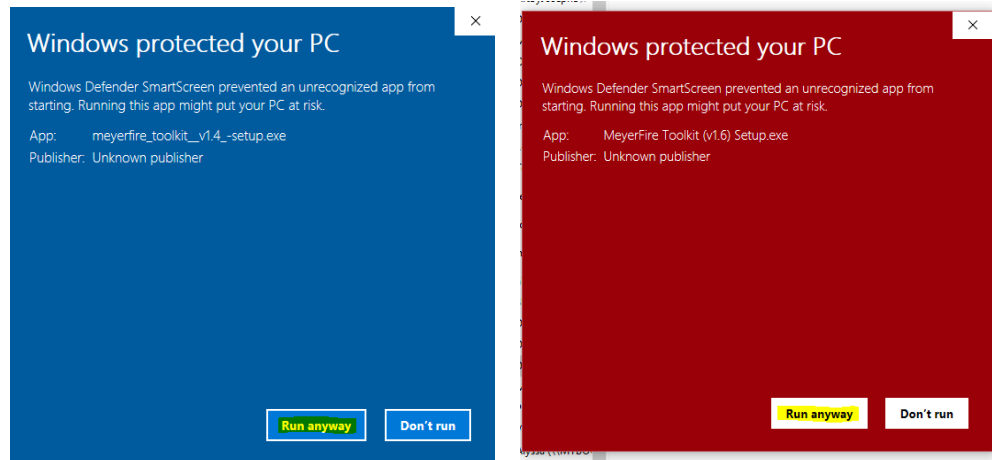 Windows protected your PC
Windows Defender SmartScreen prevented an unrecognized app from
starting. Running this app might put your PC at risk.
App: meyerfire_toolkit__v1.4_-setup.exe
Publisher: Unknown publisher
Run anyway
Don't run
Windows protected your PC
Windows Defender SmartScreen prevented an unrecognized app from
starting. Running this app might put your PC at risk.
App: MeyerFire Toolkit (v1.6) Setup.exe
Publisher: Unknown publisher
Run anyway
Don't run